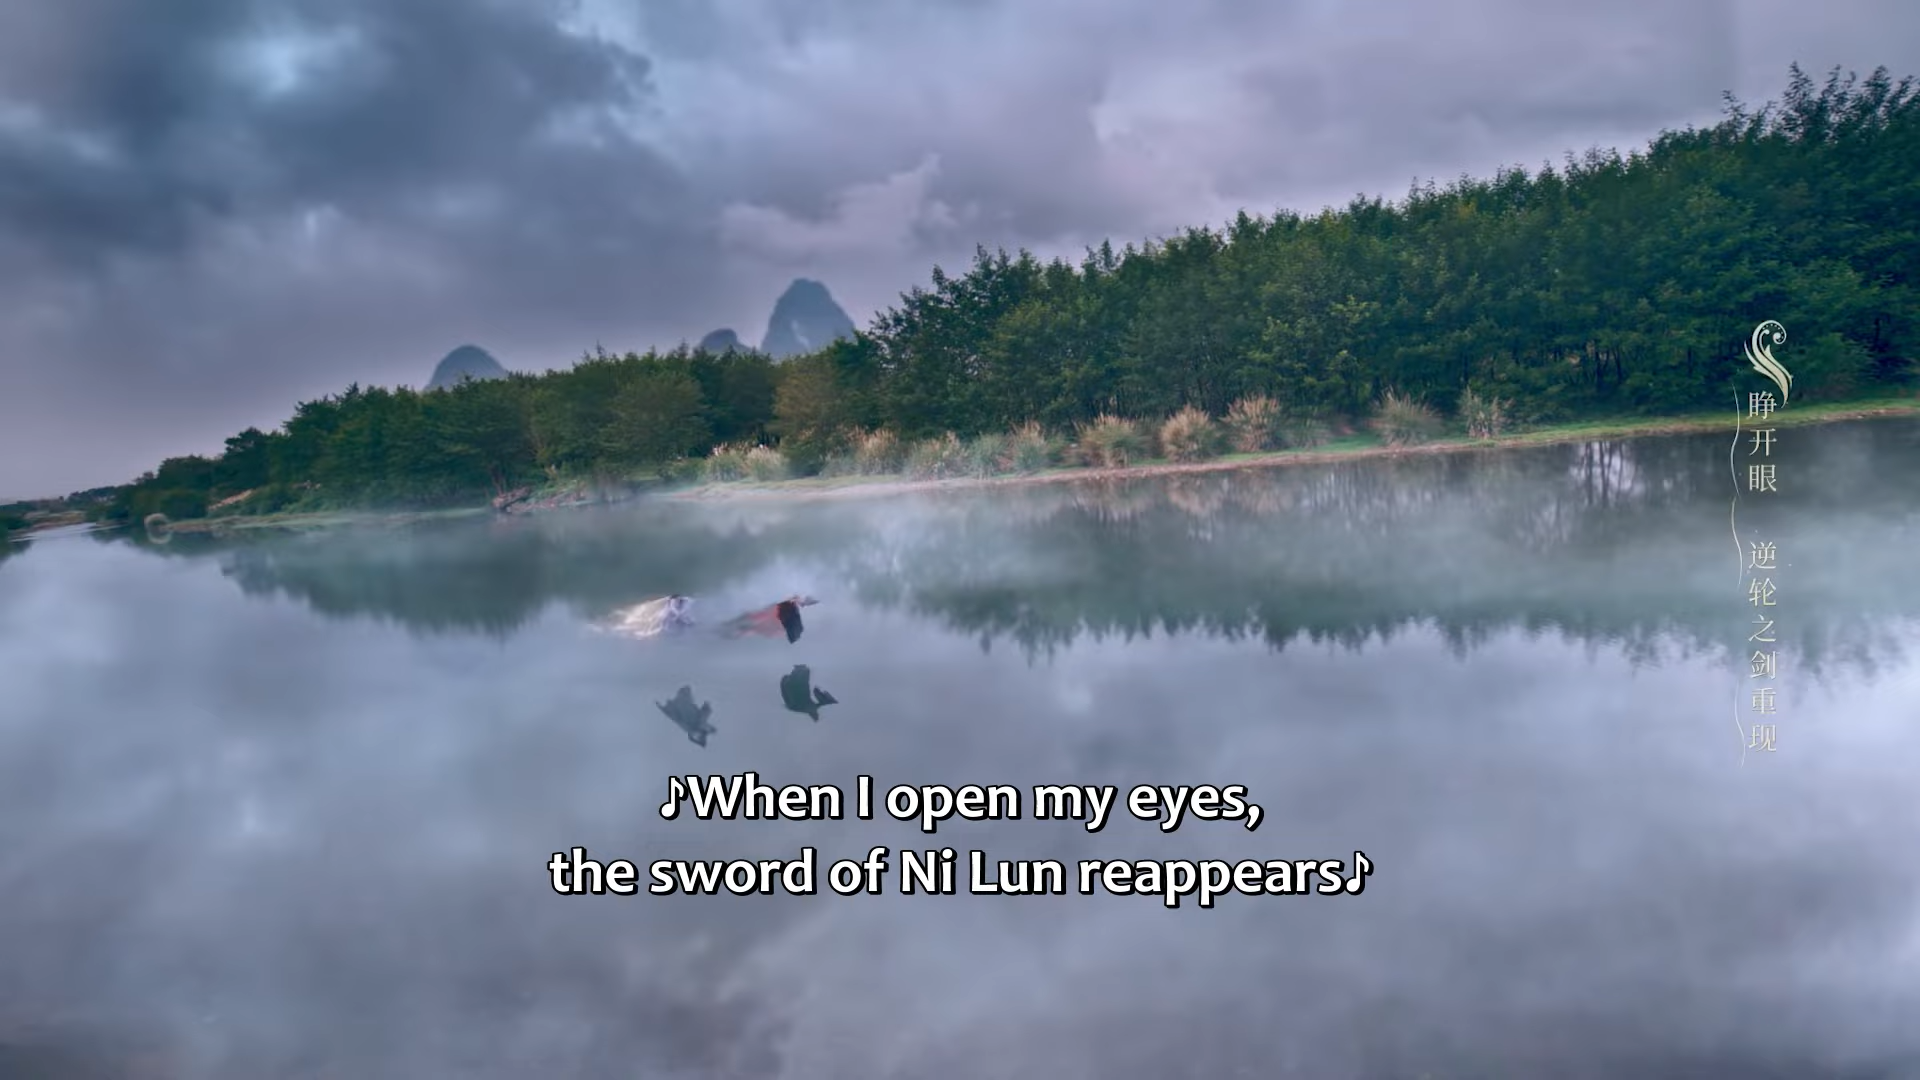 睁开眼 逆轮之剑重现
♪When I open my eyes,
the sword of Ni Lun reappears♪